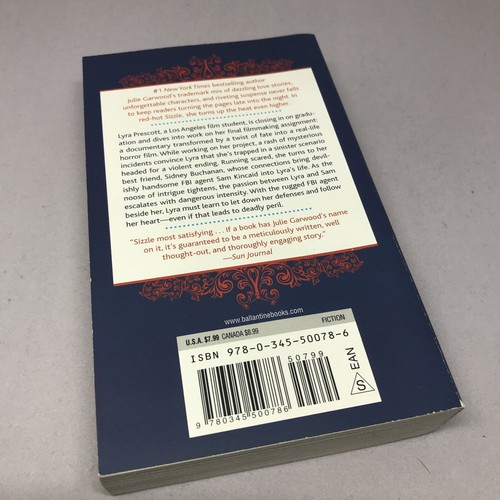 #1 New York Times bestselling author
Julie Garwood's trademark mix of dazzling love stories,
unforgettable characters, and riveting suspense never fails
to keep readers turning the pages late into the night. In
red-hot Sizzle, she turns up the heat even higher.
Lyra Prescott, a Los Angeles film student, is closing in on gradu-
ation and dives into work on her final filmmaking assignment:
a documentary transformed by a twist of fate into a real-life
horror film. While working on her project, a rash of mysterious
incidents convince Lyra that she's trapped in a sinister scenario
headed for a violent ending. Running scared, she turns to her
best friend, Sidney Buchanan, whose connections bring devil-
ishly handsome FBI agent Sam Kincaid into Lyra's life. As the
noose of intrigue tightens, the passion between Lyra and Sam
escalates with dangerous intensity. With the rugged FBI agent
beside her, Lyra must learn to let down her defenses and follow
her heart—even if that leads to deadly peril.
"Sizzle most satisfying . . . If a book has Julie Garwood's name
on it, it's guaranteed to be a meticulously written, well
thought-out, and thoroughly engaging story."
—Sun Journal
www.ballantinebooks.com
U.S.A. $7.99 CANADA $8.99 FICTION
ISBN 978-0-345-50078-6
50799
9 780345 500786
S EAN